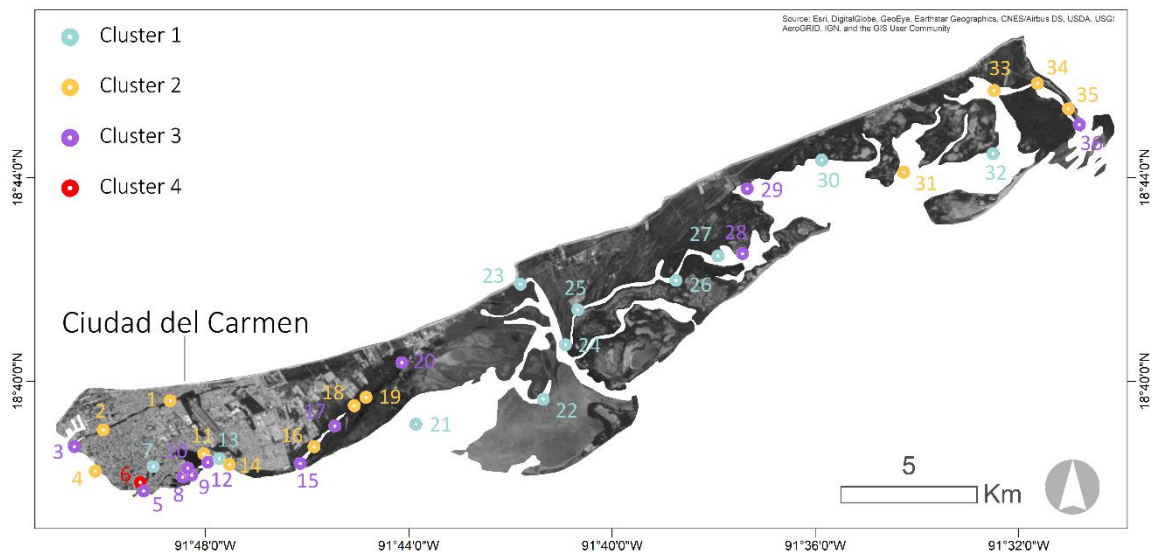 Source: Esri, DigitalGlobe, GeoEye, Earthstar Geographics, CNES/Airbus DS, USDA, USG
AeroGRID, IGN, and the GIS User Community
Cluster 1
Cluster 2
Cluster 3
Cluster 4
33
34
35
36
18°44'0"N
18°44'0"N
30
31
32
29
27
28
26
23
25
24
Ciudad del Carmen
20
18°40'0"N
18°40'0"N
22
21
19
18
17
16
15
1
2
3
4
11
13
7
10
12
14
6
8
9
5
5
Km
91°48'0"W
91°44'0"W
91°40'0"W
91°36'0"W
91°32'0"W